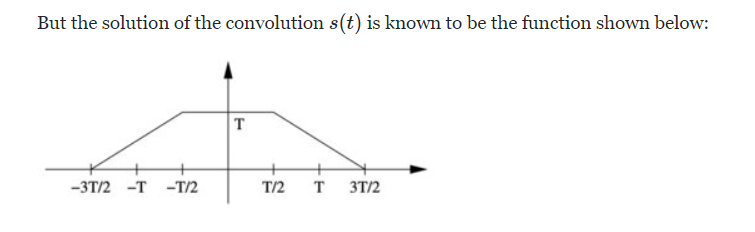 But the solution of the convolution s(t) is known to be the function shown below:
T
-3T/2 -T -T/2 T/2 T 3T/2